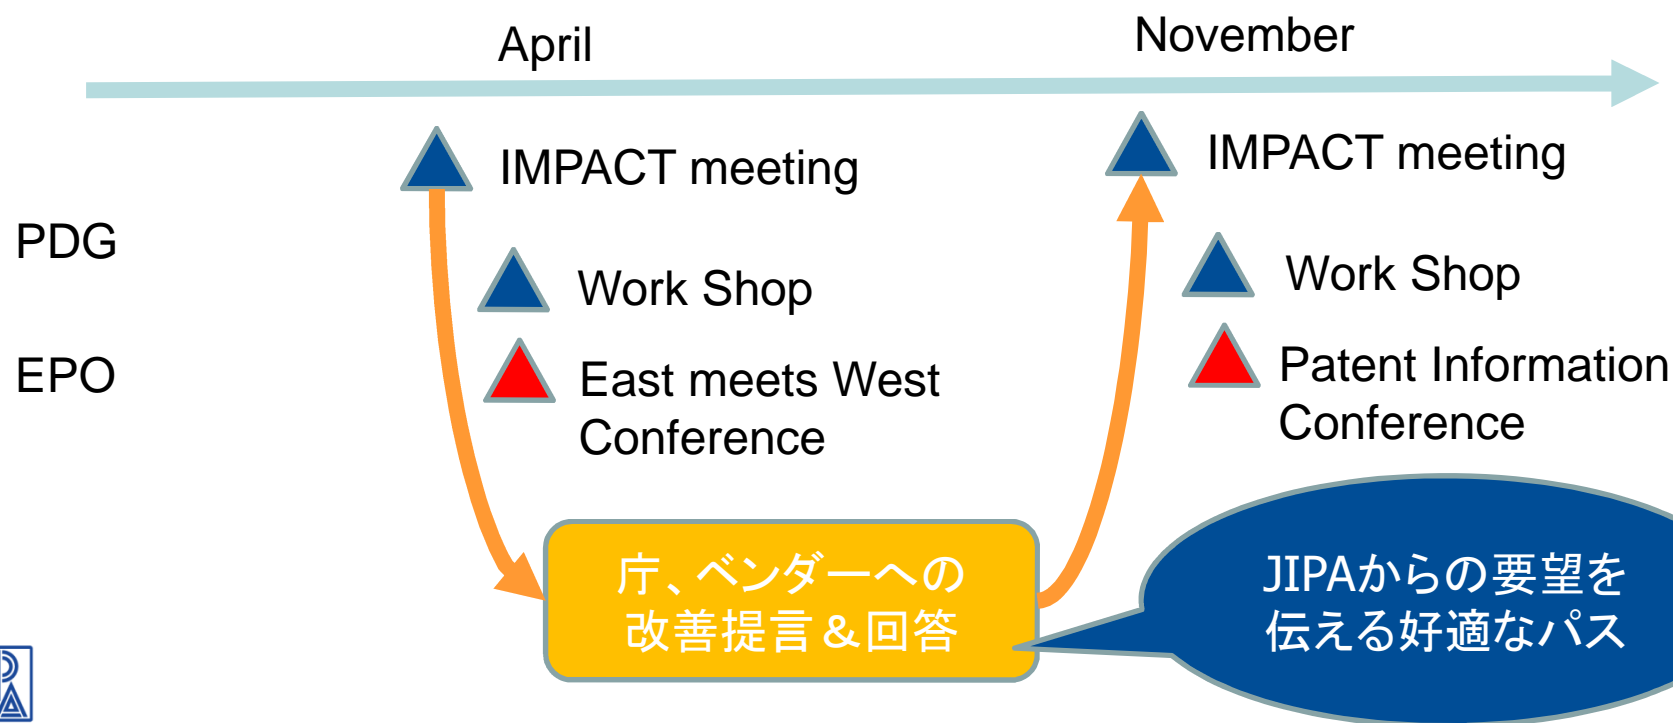 April
November
IMPACT meeting
IMPACT meeting
PDG
Work Shop
Work Shop
EPO
East meets West
Conference
Patent Information
Conference
庁、ベンダーへの
改善提言＆回答
JIPAからの要望を
伝える好適なパス